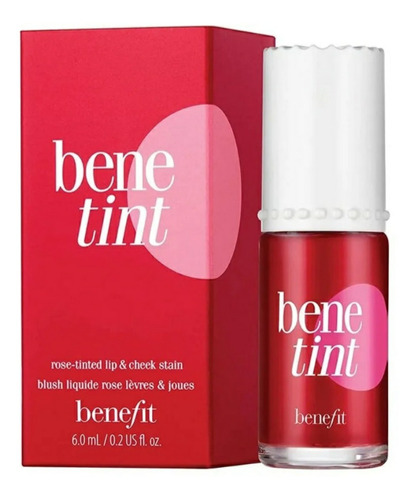 bene
tint
rose-tinted lip & cheek stain
blush liquide rose lèvres & joues
benefit
6.0 mL / 0.2 US fl. oz.
bene
tint
benefit